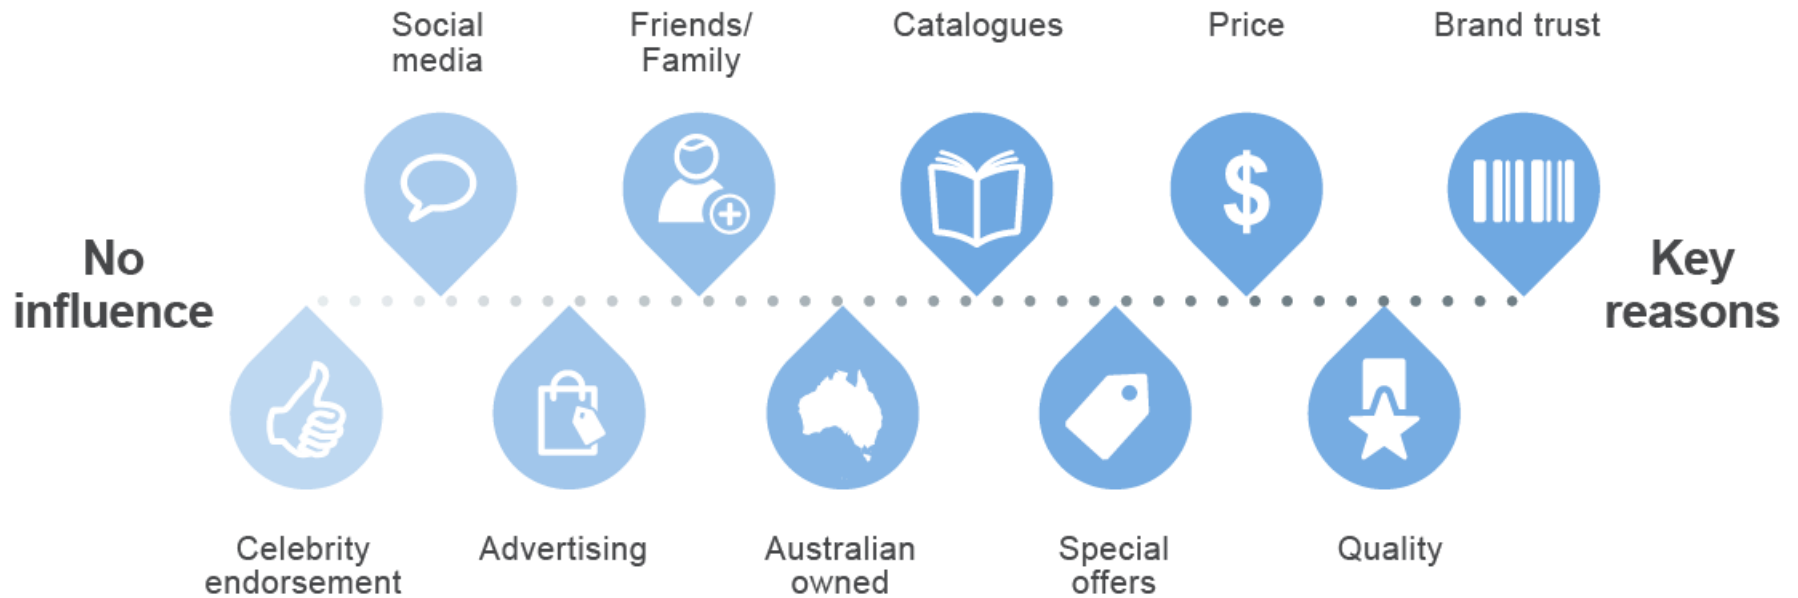 Social
media
Friends/
Family
Catalogues
Price
Brand trust
$
No
influence
Key
reasons
Celebrity
endorsement
Advertising
Australian
owned
Special
offers
Quality